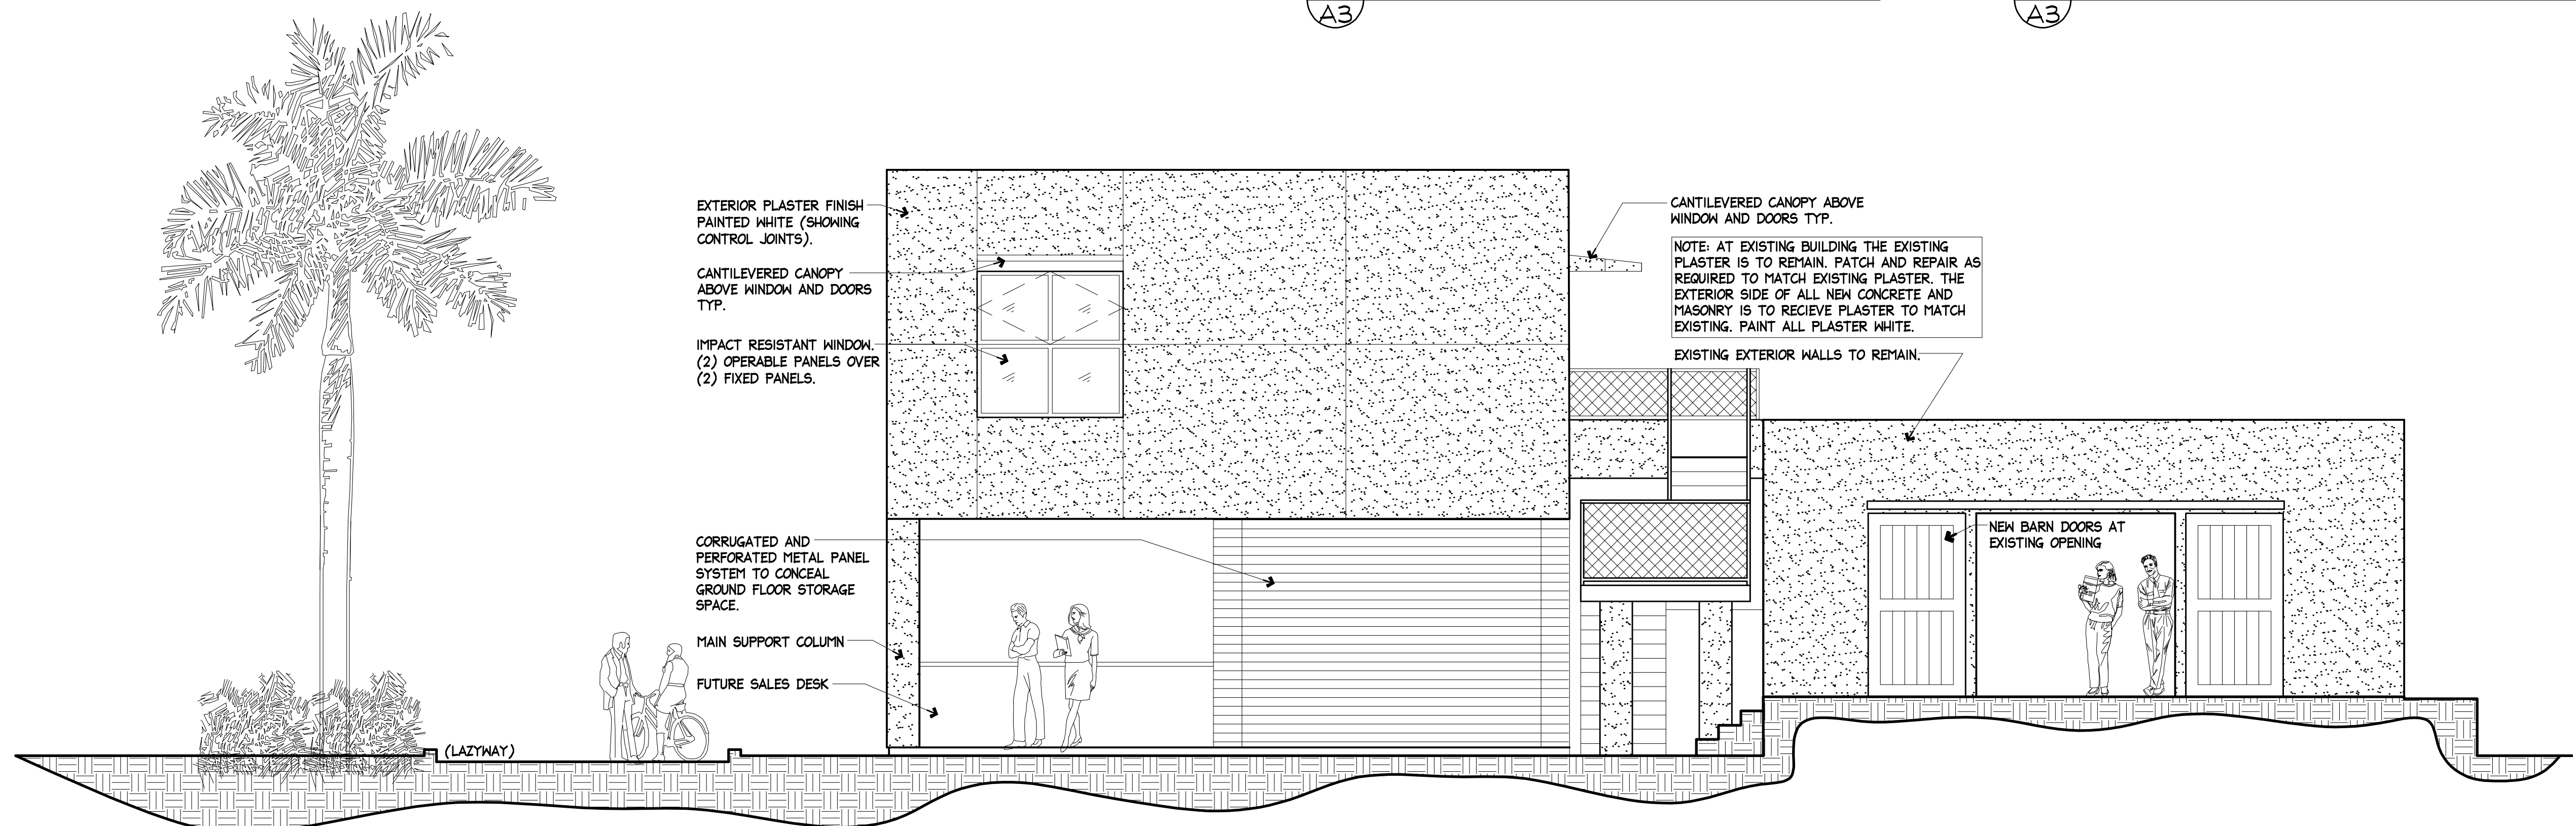 A3
A3
EXTERIOR PLASTER FINISH
PAINTED WHITE (SHOWING
CONTROL JOINTS).
CANTILEVERED CANOPY
ABOVE WINDOW AND DOORS
TYP.
IMPACT RESISTANT WINDOW.
(2) OPERABLE PANELS OVER
(2) FIXED PANELS.
CORRUGATED AND
PERFORATED METAL PANEL
SYSTEM TO CONCEAL
GROUND FLOOR STORAGE
SPACE.
MAIN SUPPORT COLUMN
FUTURE SALES DESK
(LAZYWAY)
CANTILEVERED CANOPY ABOVE
WINDOW AND DOORS TYP.
NOTE: AT EXISTING BUILDING THE EXISTING
PLASTER IS TO REMAIN. PATCH AND REPAIR AS
REQUIRED TO MATCH EXISTING PLASTER. THE
EXTERIOR SIDE OF ALL NEW CONCRETE AND
MASONRY IS TO RECIEVE PLASTER TO MATCH
EXISTING. PAINT ALL PLASTER WHITE.
EXISTING EXTERIOR WALLS TO REMAIN.
NEW BARN DOORS AT
EXISTING OPENING